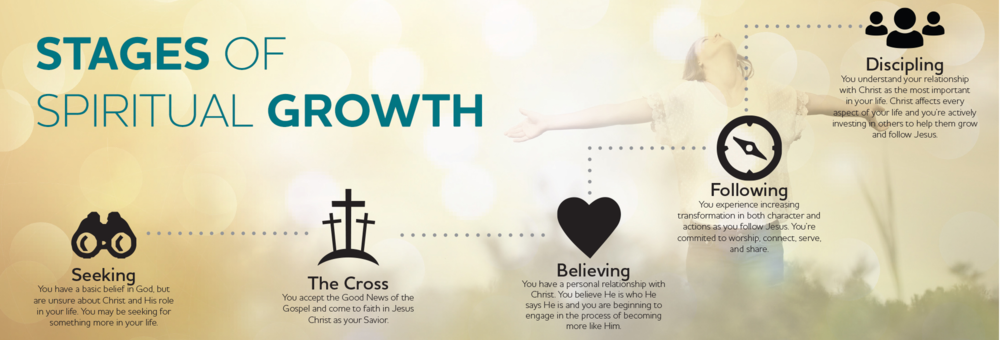 STAGES OF
SPIRITUAL GROWTH
Seeking
You have a basic belief in God, but
are unsure about Christ and His role
in your life. You may be seeking for
something more in your life.
The Cross
You accept the Good News of the
Gospel and come to faith in Jesus
Christ as your Savior.
Believing
You have a personal relationship with
Christ. You believe He is who He
says He is and you are beginning to
engage in the process of becoming
more like Him.
Following
You experience increasing
transformation in both character and
actions as you follow Jesus. You're
commited to worship, connect, serve,
and share.
Discipling
You understand your relationship
with Christ as the most important
in your life. Christ affects every
aspect of your life and you're actively
investing in others to help them grow
and follow Jesus.